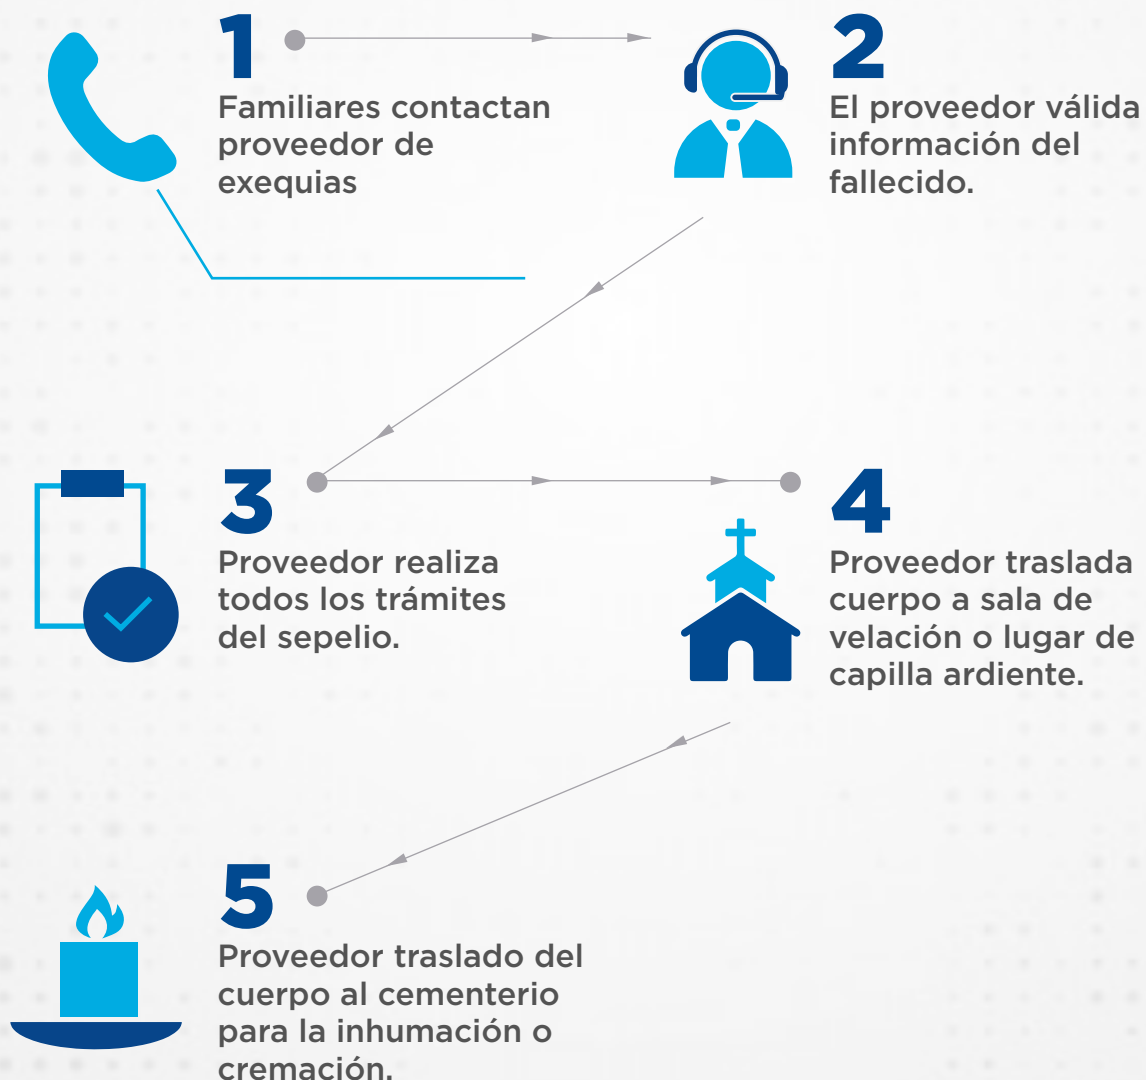 1
Familiares contactan
proveedor de
exequias
2
El proveedor válida
información del
fallecido.
3
Proveedor realiza
todos los trámites
del sepelio.
4
Proveedor traslada
cuerpo a sala de
velación o lugar de
capilla ardiente.
5
Proveedor traslado del
cuerpo al cementerio
para la inhumación o
cremación.